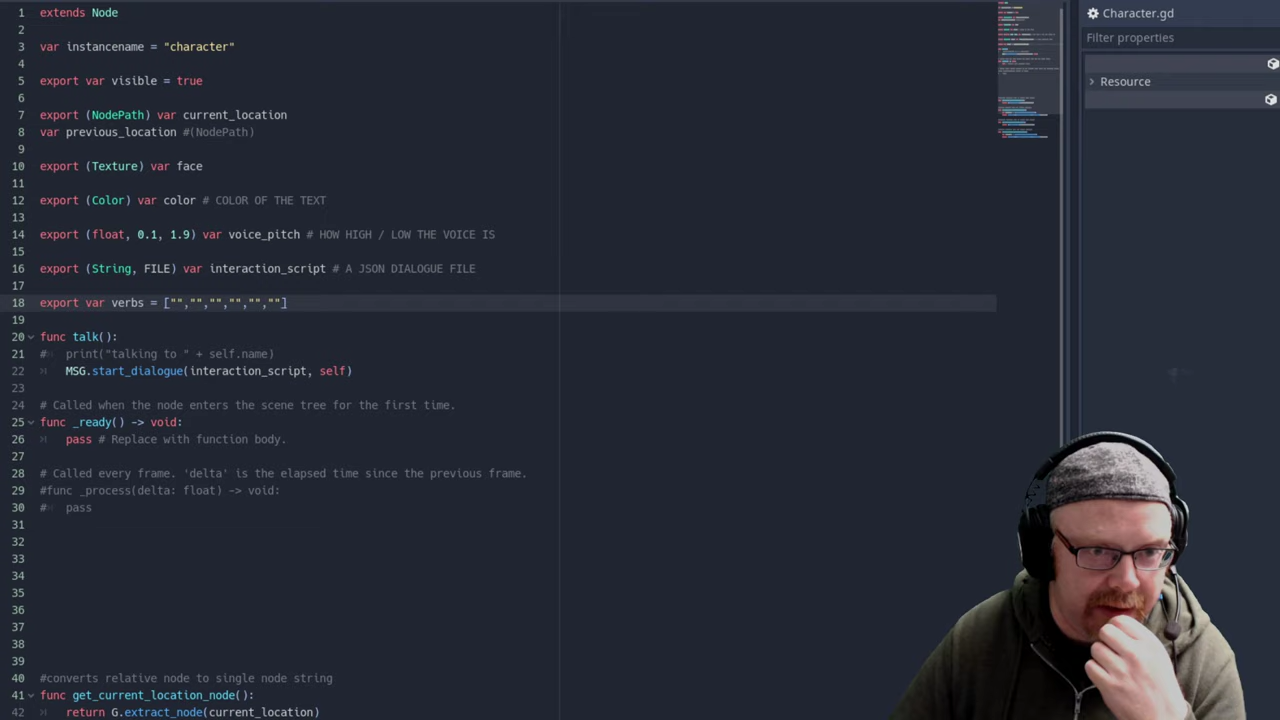 1 extends Node
2
3 var instancename = "character"
4
5 export var visible = true
6
7 export (NodePath) var current_location
8 var previous_location #(NodePath)
9
10 export (Texture) var face
11
12 export (Color) var color # COLOR OF THE TEXT
13
14 export (float, 0.1, 1.9) var voice_pitch # HOW HIGH / LOW THE VOICE IS
15
16 export (String, FILE) var interaction_script # A JSON DIALOGUE FILE
17
18 export var verbs = ["","","","","",""]
19
20 func talk():
21 # print("talking to " + self.name)
22 MSG.start_dialogue(interaction_script, self)
23
24 # Called when the node enters the scene tree for the first time.
25 func _ready() -> void:
26 pass # Replace with function body.
27
28 # Called every frame. 'delta' is the elapsed time since the previous frame.
29 #func _process(delta: float) -> void:
30 # pass
31
32
33
34
35
36
37
38
39
40 #converts relative node to single node string
41 func get_current_location_node():
42 return G.extract_node(current_location)
Character.gd
Filter properties
Resource